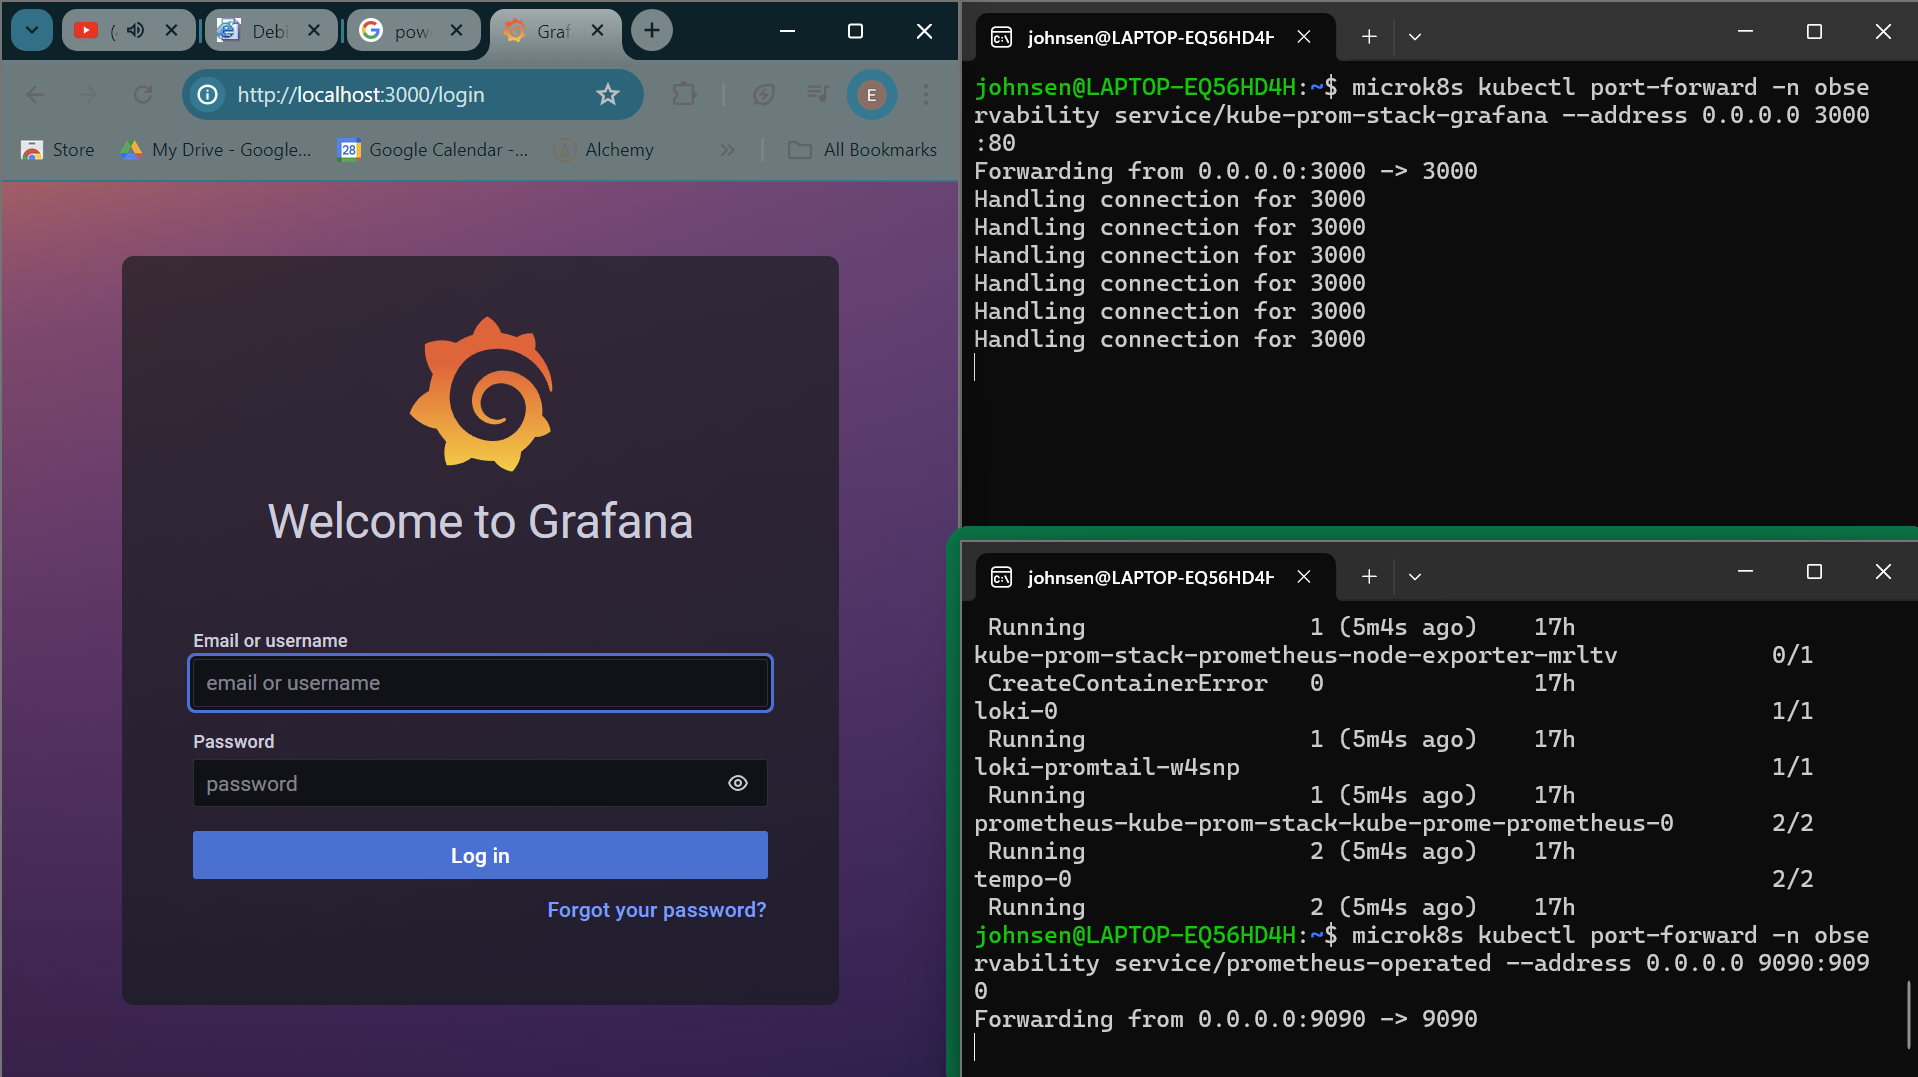 (
Debi
pow
Graf
http://localhost:3000/login
E
Store
My Drive - Google...
28
Google Calendar -...
Alchemy
All Bookmarks
Welcome to Grafana
Email or username
email or username
Password
password
Log in
Forgot your password?
johnsen@LAPTOP-EQ56HD4H
johnsen@LAPTOP-EQ56HD4H:~$ microk8s kubectl port-forward -n obse
rvability service/kube-prom-stack-grafana --address 0.0.0.0 3000
:80
Forwarding from 0.0.0.0:3000 -> 3000
Handling connection for 3000
Handling connection for 3000
Handling connection for 3000
Handling connection for 3000
Handling connection for 3000
Handling connection for 3000
johnsen@LAPTOP-EQ56HD4H
Running 1 (5m4s ago) 17h
kube-prom-stack-prometheus-node-exporter-mrltv 0/1
CreateContainerError 0 17h
loki-0 1/1
Running 1 (5m4s ago) 17h
loki-promtail-w4snp 1/1
Running 1 (5m4s ago) 17h
prometheus-kube-prom-stack-kube-prome-prometheus-0 2/2
Running 2 (5m4s ago) 17h
tempo-0 2/2
Running 2 (5m4s ago) 17h
johnsen@LAPTOP-EQ56HD4H:~$ microk8s kubectl port-forward -n obse
rvability service/prometheus-operated --address 0.0.0.0 9090:909
0
Forwarding from 0.0.0.0:9090 -> 9090